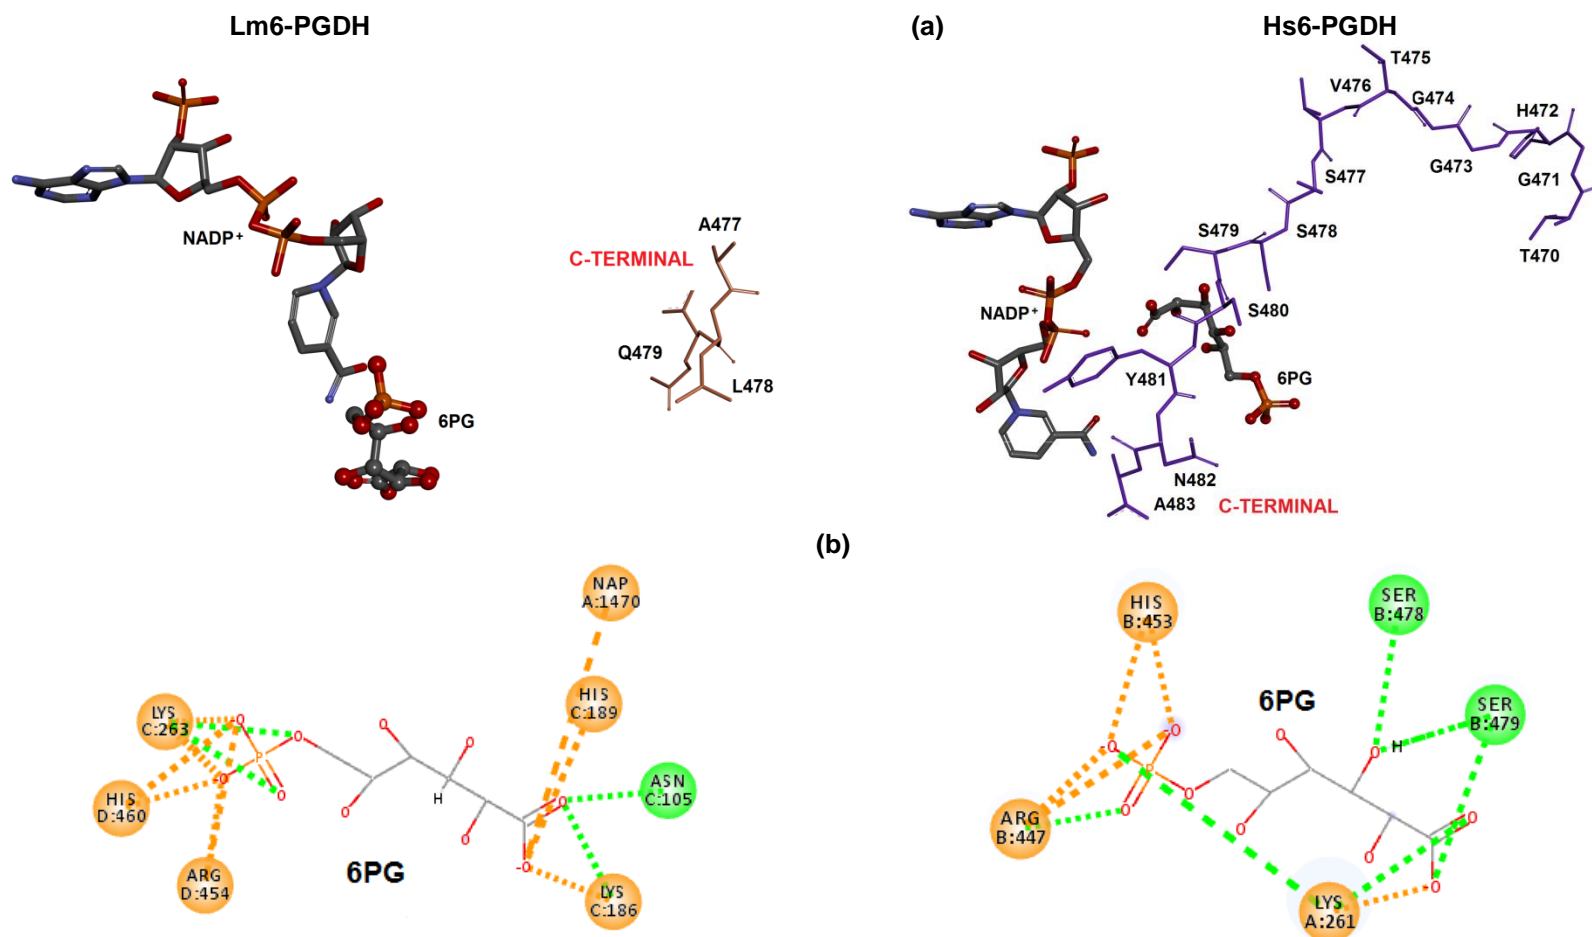 Lm6-PGDH
(a)
Hs6-PGDH
NADP+
6PG
C-TERMINAL
A477
Q479
L478
T475
V476
G474
H472
G473
G471
S477
T470
S478
S479
S480
NADP+
Y481
6PG
N482
A483
C-TERMINAL
(b)
NAP
A:1470
HIS
C:189
ASN
C:105
LYS
C:186
LYS
C:263
HIS
D:460
ARG
D:454
-O
P
O
-O
O
O
O
O
H
O
O
O
-O
6PG
HIS
B:453
SER
B:478
SER
B:479
ARG
B:447
LYS
A:261
6PG
-O
-O
P
O
O
O
O
O
H
O
O
-O